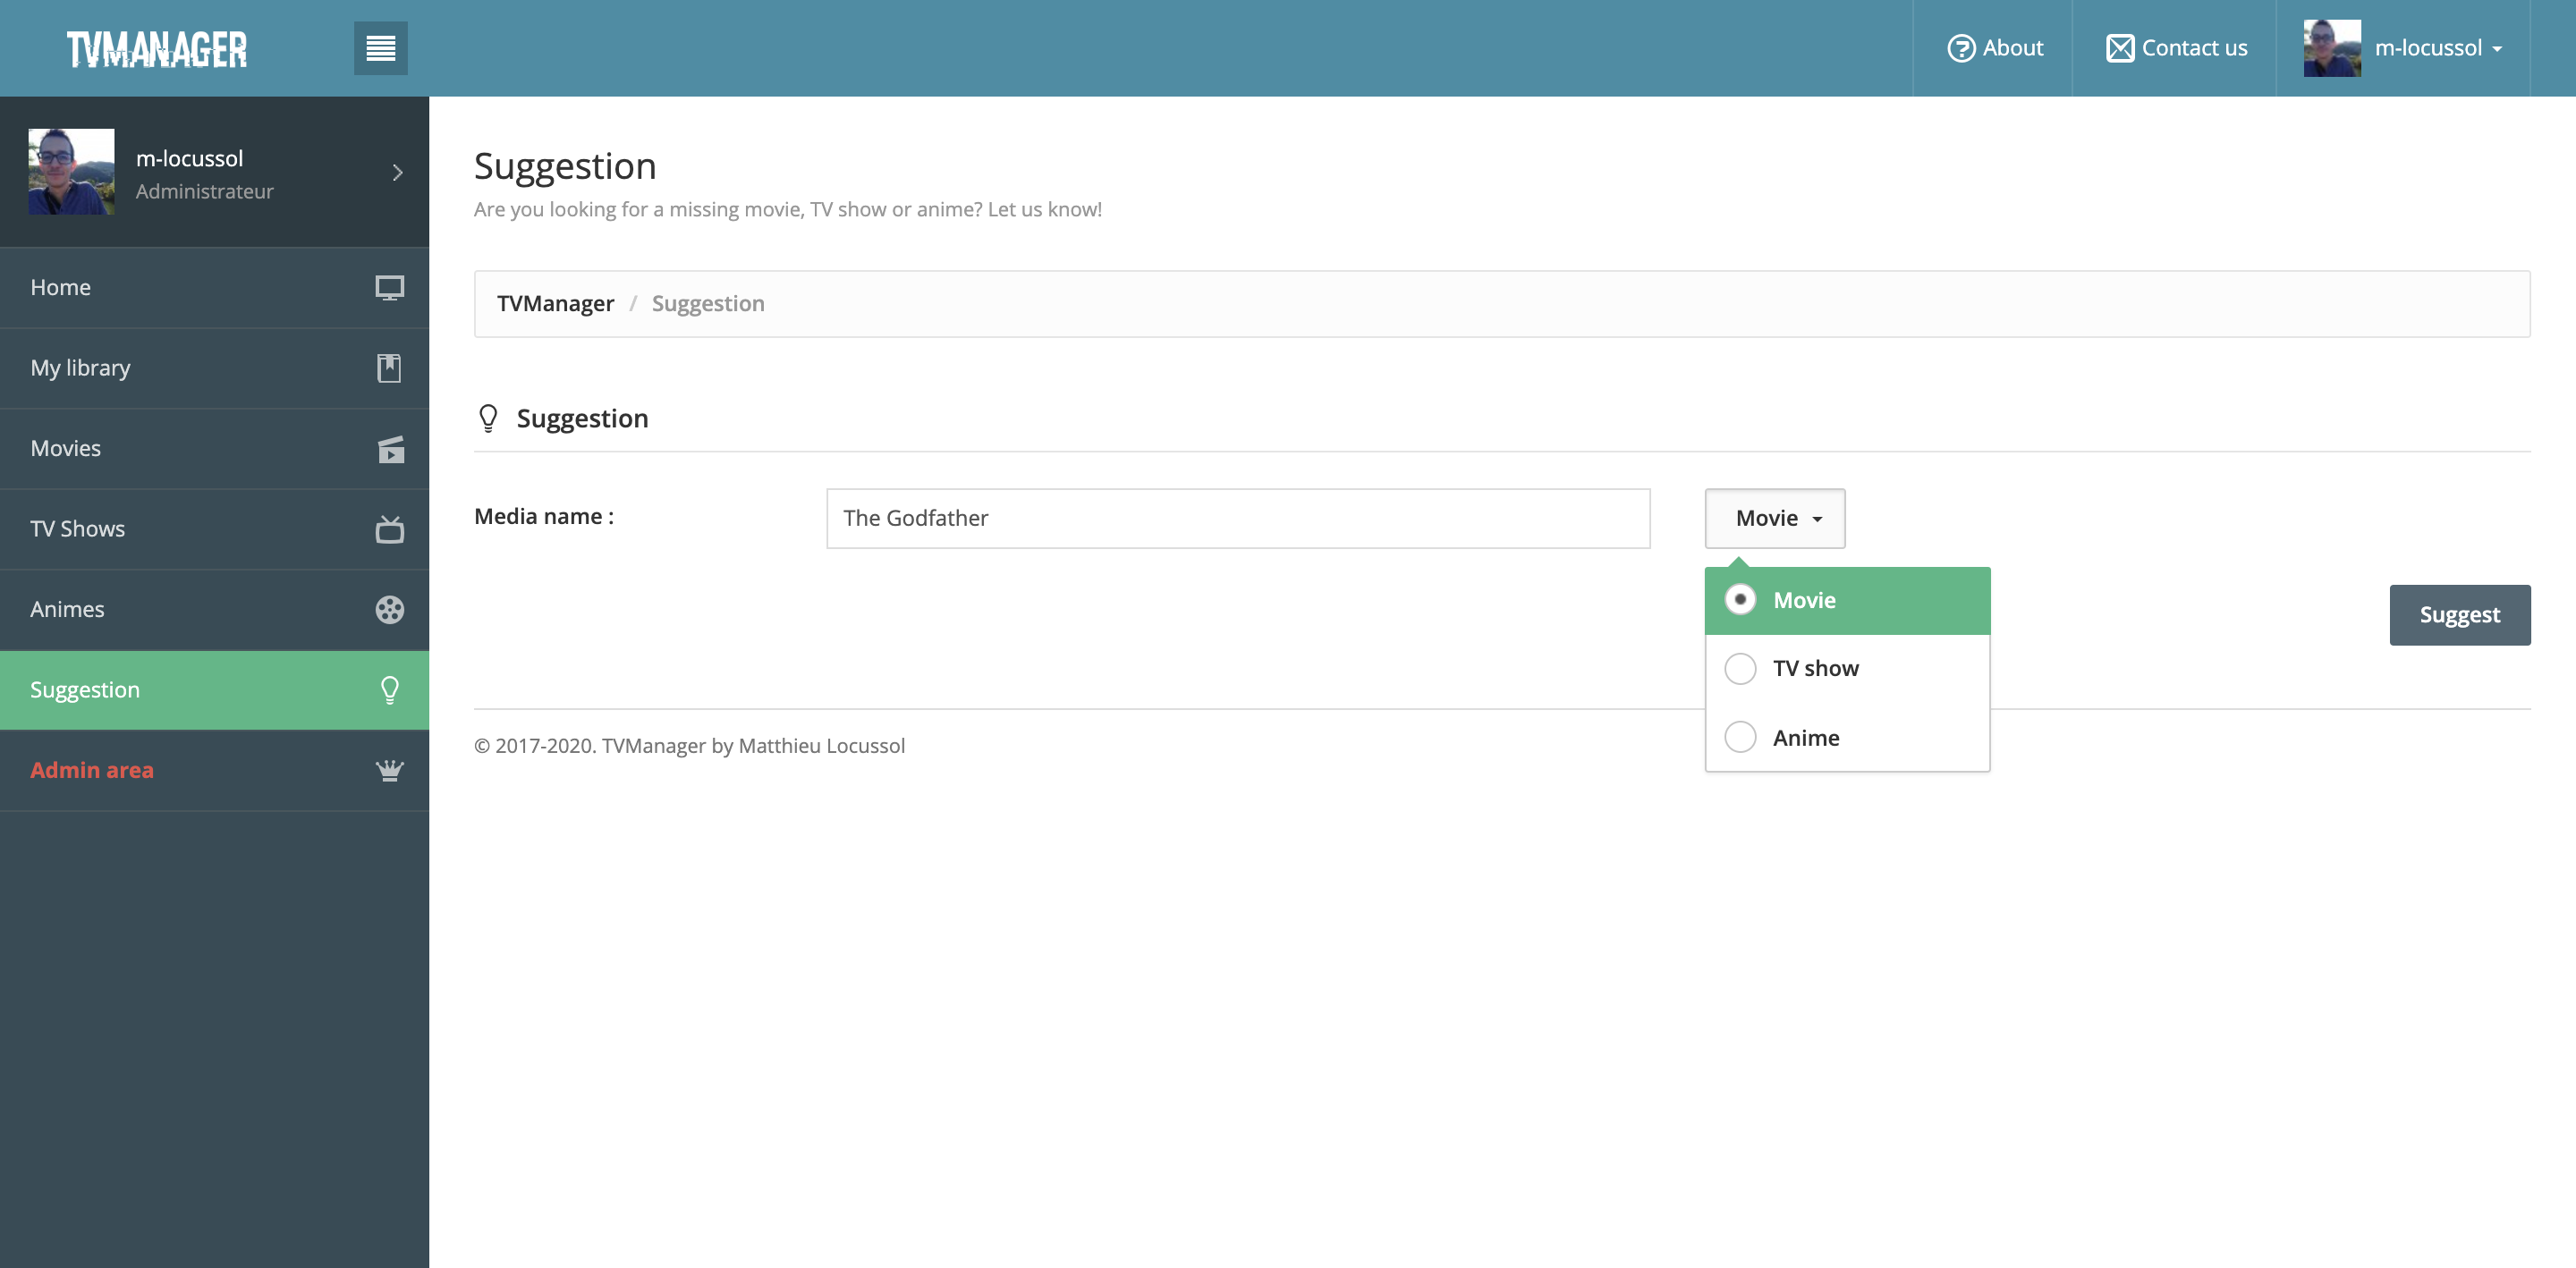 TVMANAGER
About
Contact us
m-locussol
m-locussol
Administrateur
Home
My library
Movies
TV Shows
Animes
Suggestion
Admin area
Suggestion
Are you looking for a missing movie, TV show or anime? Let us know!
TVManager / Suggestion
Suggestion
Media name :
The Godfather
Movie
Movie
TV show
Anime
Suggest
© 2017-2020. TVManager by Matthieu Locussol